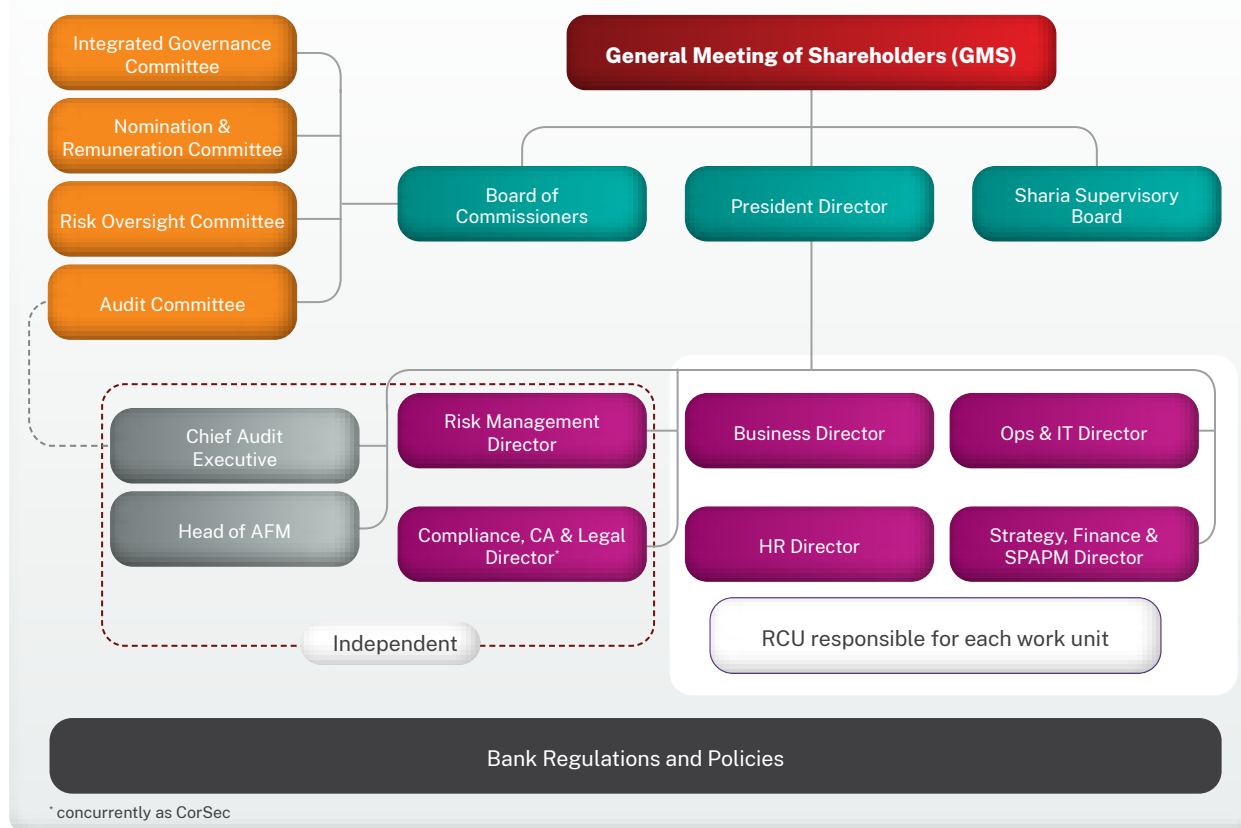 Integrated Governance
Committee
General Meeting of Shareholders (GMS)
Nomination &
Remuneration Committee
Risk Oversight Committee
Board of
Commissioners
President Director
Sharia Supervisory
Board
Audit Committee
Chief Audit
Executive
Risk Management
Director
Business Director
Ops & IT Director
Head of AFM
Compliance, CA & Legal
Director*
HR Director
Strategy, Finance &
SPAPM Director
Independent
RCU responsible for each work unit
Bank Regulations and Policies
* concurrently as CorSec